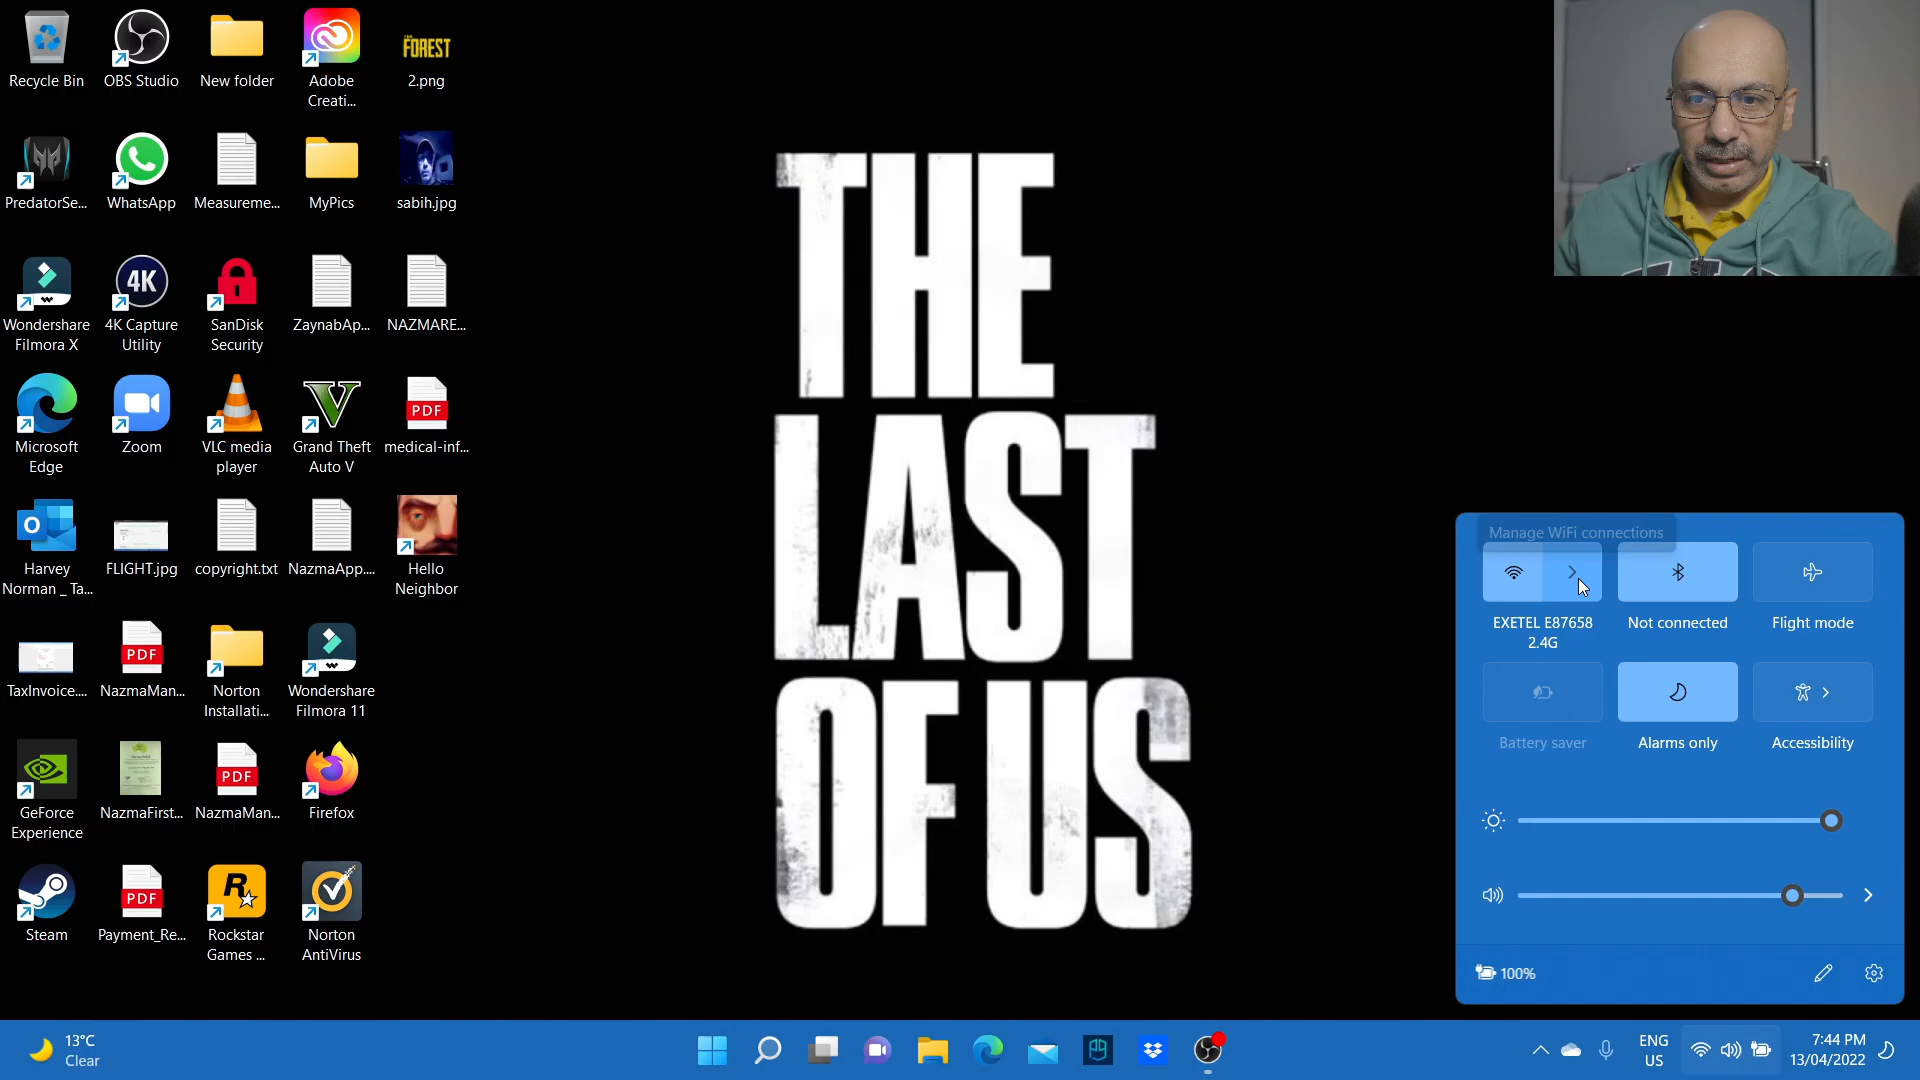 Recycle Bin
OBS Studio
New folder
Adobe
Creati...
FOREST
2.png
PredatorSe...
WhatsApp
Measureme...
MyPics
sabih.jpg
Wondershare
Filmora X
4K
4K Capture
Utility
SanDisk
Security
ZaynabAp...
NAZMARE...
Microsoft
Edge
Zoom
VLC media
player
Grand Theft
Auto V
PDF
medical-inf...
Harvey
Norman _ Ta...
FLIGHT.jpg
copyright.txt
NazmaApp....
Hello
Neighbor
TaxInvoice....
PDF
NazmaMan...
Norton
Installati...
Wondershare
Filmora 11
GeForce
Experience
NazmaFirst...
PDF
NazmaMan...
Firefox
Steam
PDF
Payment_Re...
Rockstar
Games ...
Norton
AntiVirus
THE
LAST
OF US
Manage WiFi connections
EXETEL E87658
2.4G
Not connected
Flight mode
Battery saver
Alarms only
Accessibility
100%
13°C
Clear
ENG
US
7:44 PM
13/04/2022